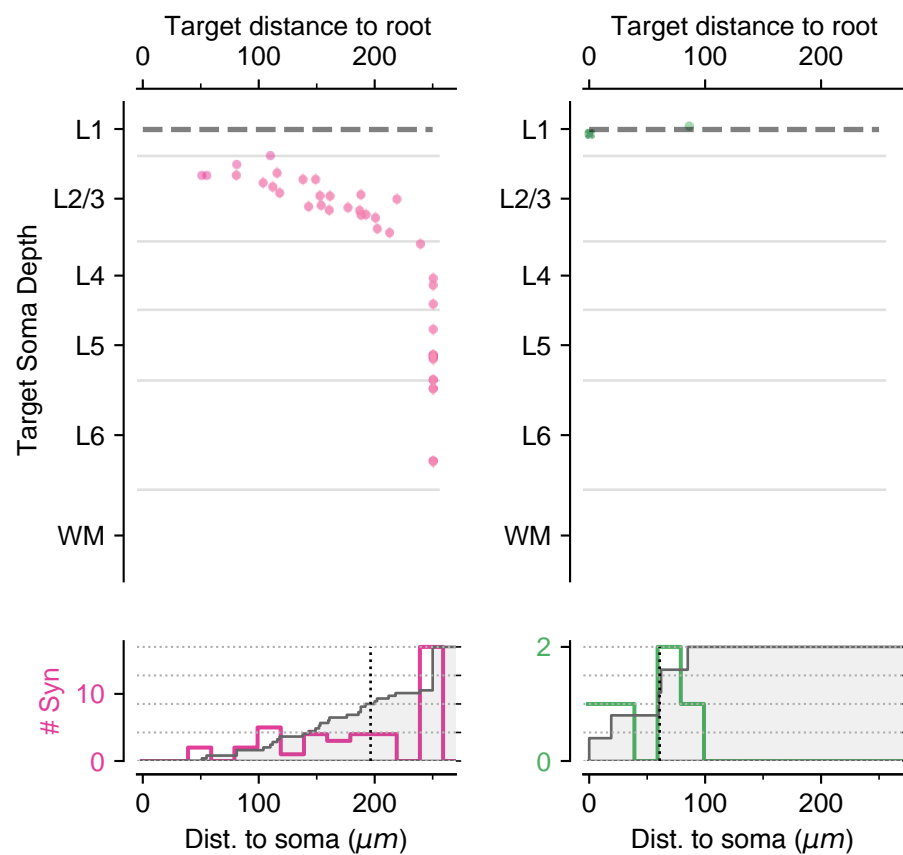 Target distance to root
Target distance to root
0 100 200
0 100 200
Target Soma Depth
L1
L2/3
L4
L5
L6
WM
L1
L2/3
L4
L5
L6
WM
# Syn
10
0
2
0
0 100 200
0 100 200
Dist. to soma (μm)
Dist. to soma (μm)